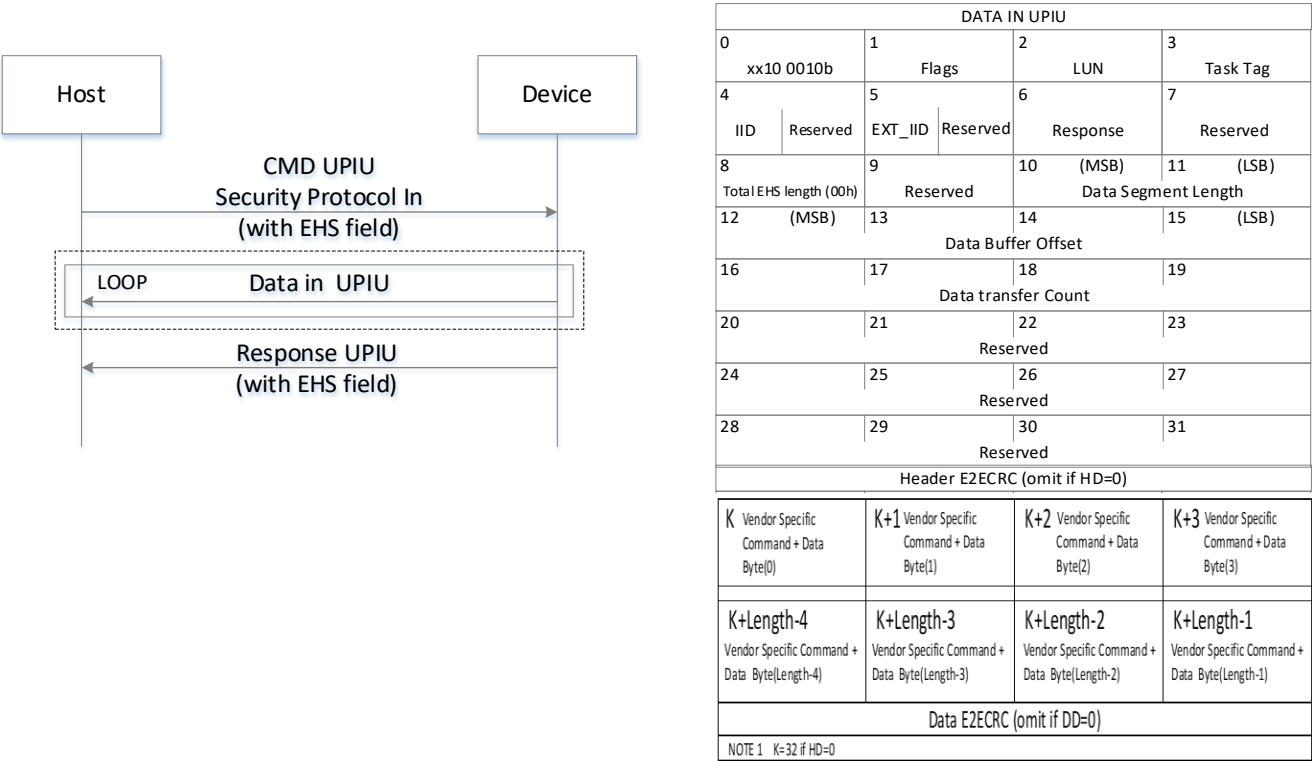 Host
Device
CMD UPIU
Security Protocol In
(with EHS field)
LOOP
Data in UPIU
Response UPIU
(with EHS field)
DATA IN UPIU
0 1 2 3
xx10 0010b Flags LUN Task Tag
4 5 6 7
IID Reserved EXT_IID Reserved Response Reserved
8 9 10 (MSB) 11 (LSB)
Total EHS length (00h) Reserved Data Segment Length
12 (MSB) 13 14 15 (LSB)
Data Buffer Offset
16 17 18 19
Data transfer Count
20 21 22 23
Reserved
24 25 26 27
Reserved
28 29 30 31
Reserved
Header E2ECRC (omit if HD=0)
K Vendor Specific K+1 Vendor Specific K+2 Vendor Specific K+3 Vendor Specific
Command + Data Command + Data Command + Data Command + Data
Byte(0) Byte(1) Byte(2) Byte(3)
K+Length-4 K+Length-3 K+Length-2 K+Length-1
Vendor Specific Command + Vendor Specific Command + Vendor Specific Command + Vendor Specific Command +
Data Byte(Length-4) Data Byte(Length-3) Data Byte(Length-2) Data Byte(Length-1)
Data E2ECRC (omit if DD=0)
NOTE 1 K=32 if HD=0